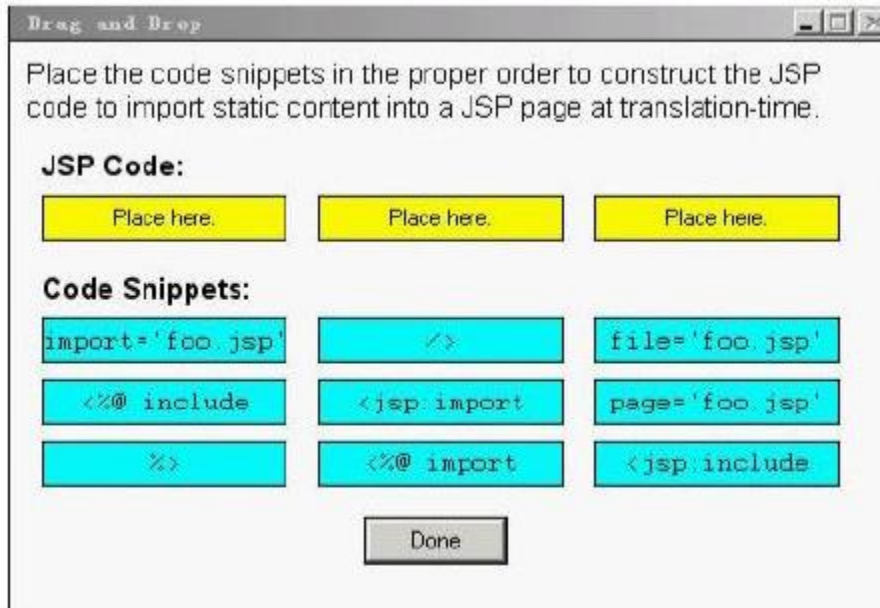 Drag and Drop
Place the code snippets in the proper order to construct the JSP
code to import static content into a JSP page at translation-time.
JSP Code:
Place here. Place here. Place here.
Code Snippets:
import='foo.jsp' /> file='foo.jsp'
<%@ include <jsp:import page='foo.jsp'
%> <%@ import <jsp:include
Done